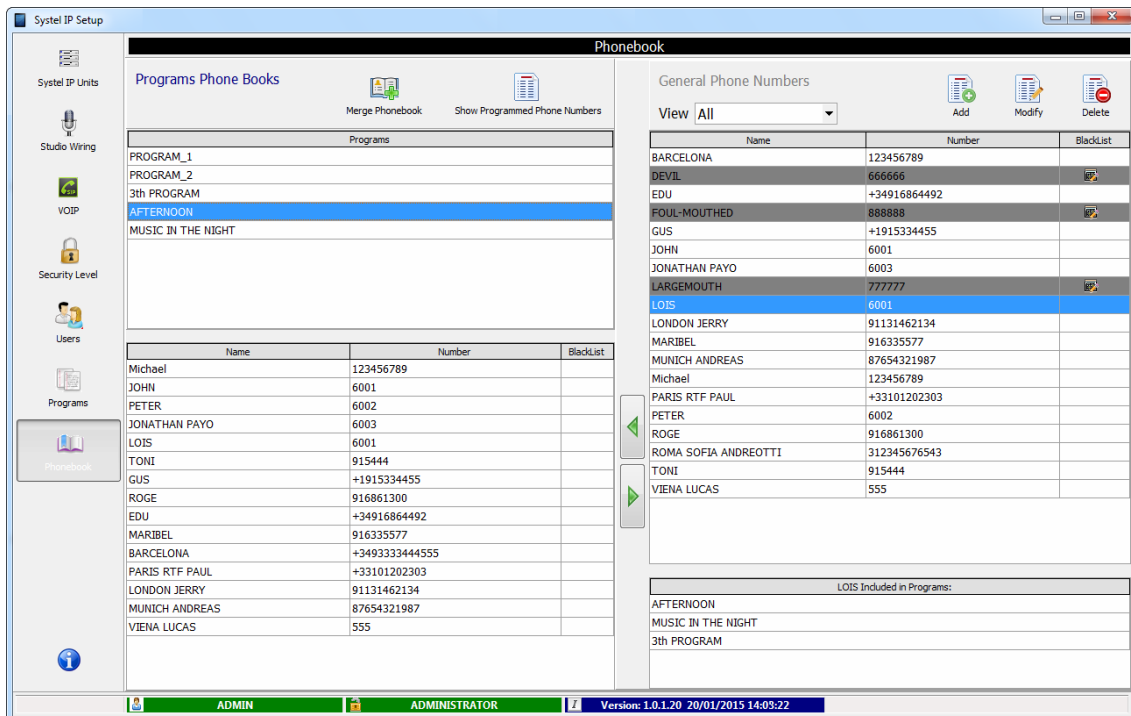 Systel IP Setup
Phonebook
Systel IP Units
Studio Wiring
VOIP
Security Level
Users
Programs
Phonebook
Programs Phone Books
Merge Phonebook
Show Programmed Phone Numbers
Programs
PROGRAM_1
PROGRAM_2
3th PROGRAM
AFTERNOON
MUSIC IN THE NIGHT
Name Number BlackList
Michael 123456789
JOHN 6001
PETER 6002
JONATHAN PAYO 6003
LOIS 6001
TONI 915444
GUS +1915334455
ROGE 916861300
EDU +34916864492
MARIBEL 916335577
BARCELONA +3493333444555
PARIS RTF PAUL +33101202303
LONDON JERRY 91131462134
MUNICH ANDREAS 87654321987
VIENA LUCAS 555
General Phone Numbers
View All
Add
Modify
Delete
Name Number BlackList
BARCELONA 123456789
DEVIL 666666
EDU +34916864492
FOUL-MOUTHED 888888
GUS +1915334455
JOHN 6001
JONATHAN PAYO 6003
LARGEMOUTH 777777
LOIS 6001
LONDON JERRY 91131462134
MARIBEL 916335577
MUNICH ANDREAS 87654321987
Michael 123456789
PARIS RTF PAUL +33101202303
PETER 6002
ROGE 916861300
ROMA SOFIA ANDREOTTI 312345676543
TONI 915444
VIENA LUCAS 555
LOIS Included in Programs:
AFTERNOON
MUSIC IN THE NIGHT
3th PROGRAM
ADMIN
ADMINISTRATOR
Version: 1.0.1.20 20/01/2015 14:03:22